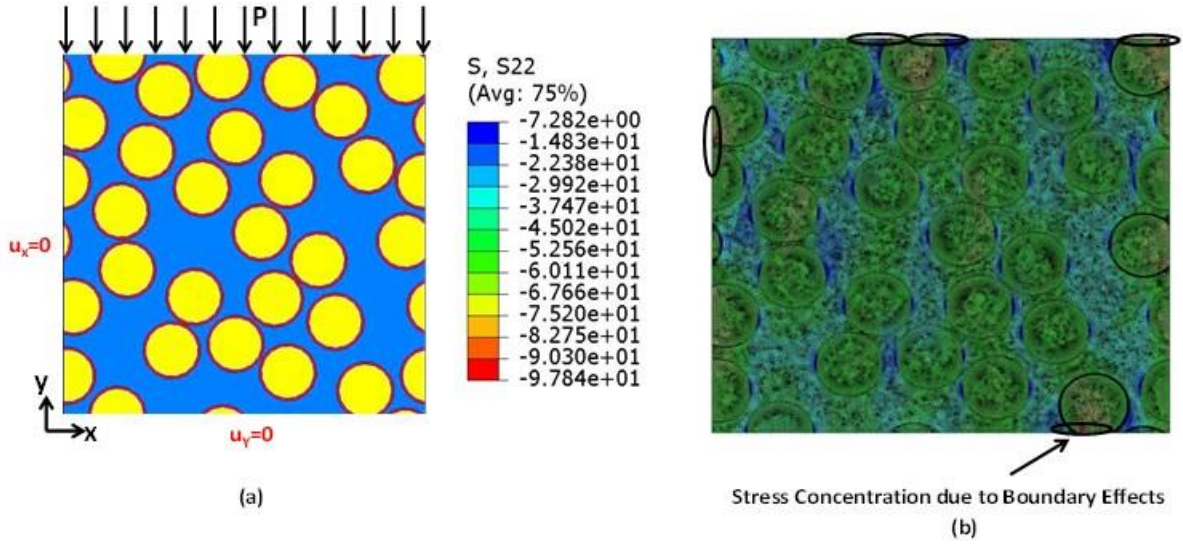 P
S, S22
(Avg: 75%)
-7.282e+00
-1.483e+01
-2.238e+01
-2.992e+01
-3.747e+01
-4.502e+01
-5.256e+01
-6.011e+01
-6.766e+01
-7.520e+01
-8.275e+01
-9.030e+01
-9.784e+01
uₓ=0
y
x
u_Y=0
(a)
Stress Concentration due to Boundary Effects
(b)